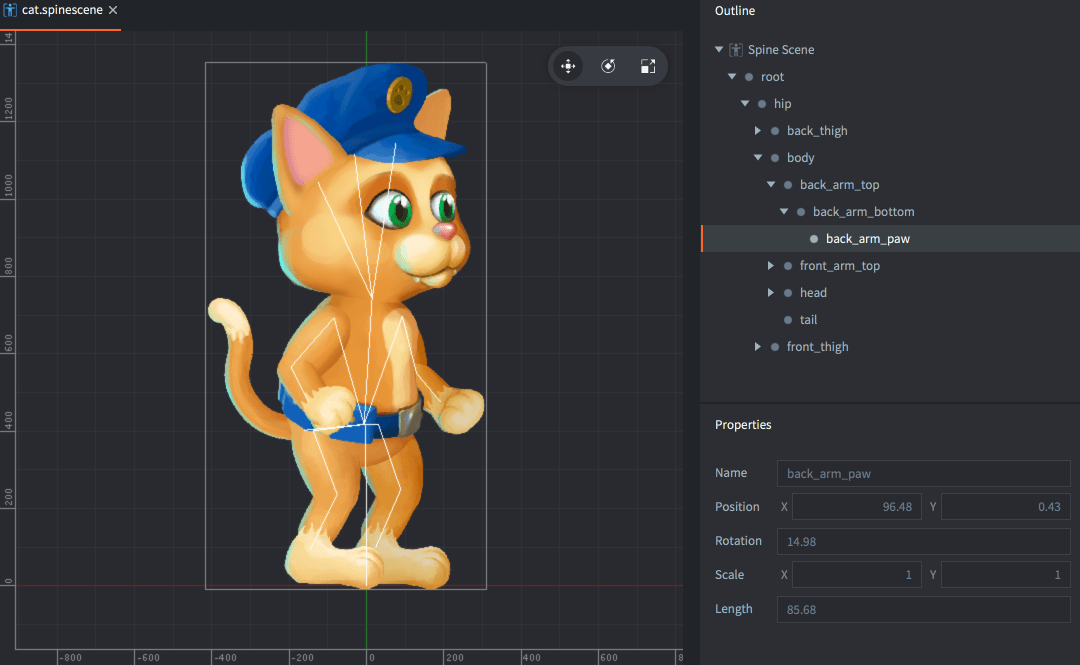 cat.spinescene
Outline
Spine Scene
root
hip
back_thigh
body
back_arm_top
back_arm_bottom
back_arm_paw
front_arm_top
head
tail
front_thigh
Properties
Name back_arm_paw
Position X 96.48 Y 0.43
Rotation 14.98
Scale X 1 Y 1
Length 85.68
14
1200
1000
800
600
400
200
0
-800 -600 -400 -200 0 200 400 600 8